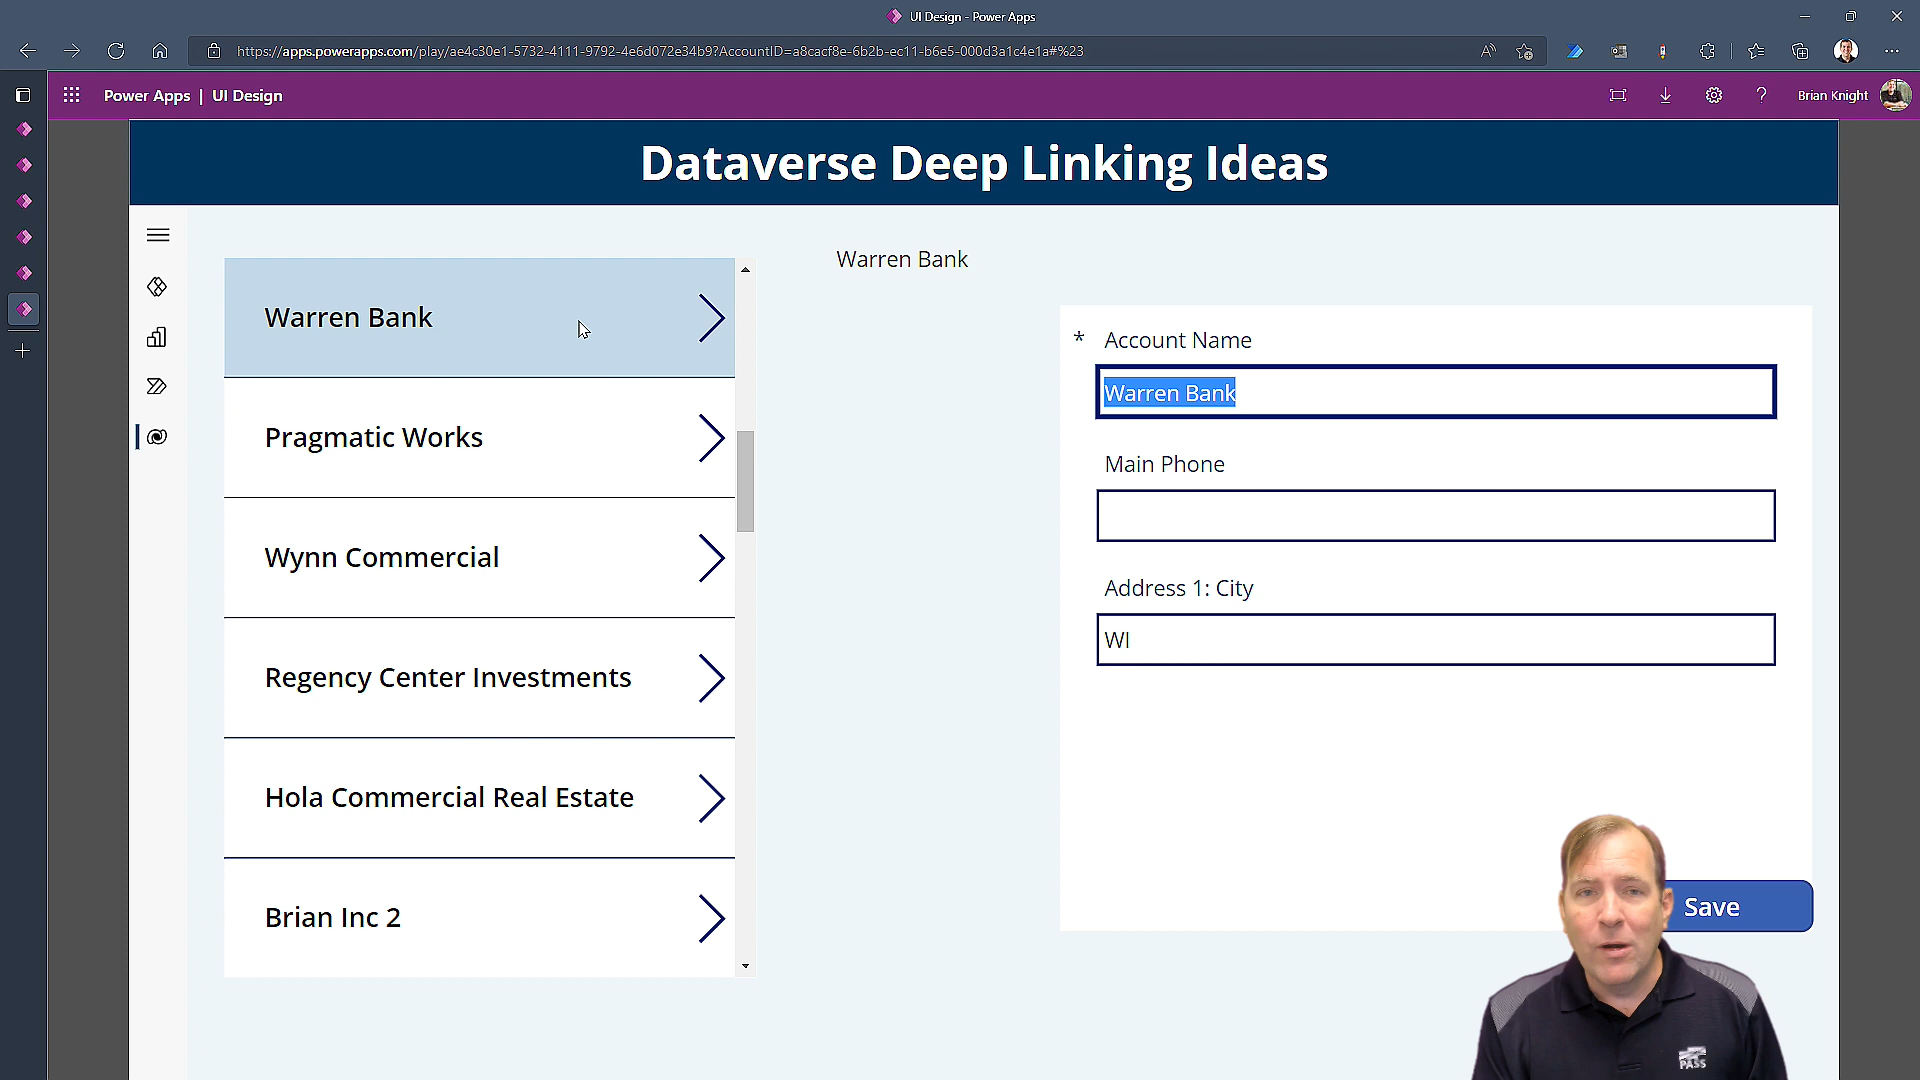 UI Design - Power Apps
https://apps.powerapps.com/play/ae4c30e1-5732-4111-9792-4e6d072e34b9?AccountID=a8cacf8e-6b2b-ec11-b6e5-000d3a1c4e1a#%23
Power Apps | UI Design
Brian Knight
Dataverse Deep Linking Ideas
Warren Bank
Pragmatic Works
Wynn Commercial
Regency Center Investments
Hola Commercial Real Estate
Brian Inc 2
Warren Bank
* Account Name
Warren Bank
Main Phone
Address 1: City
WI
Save
PASS